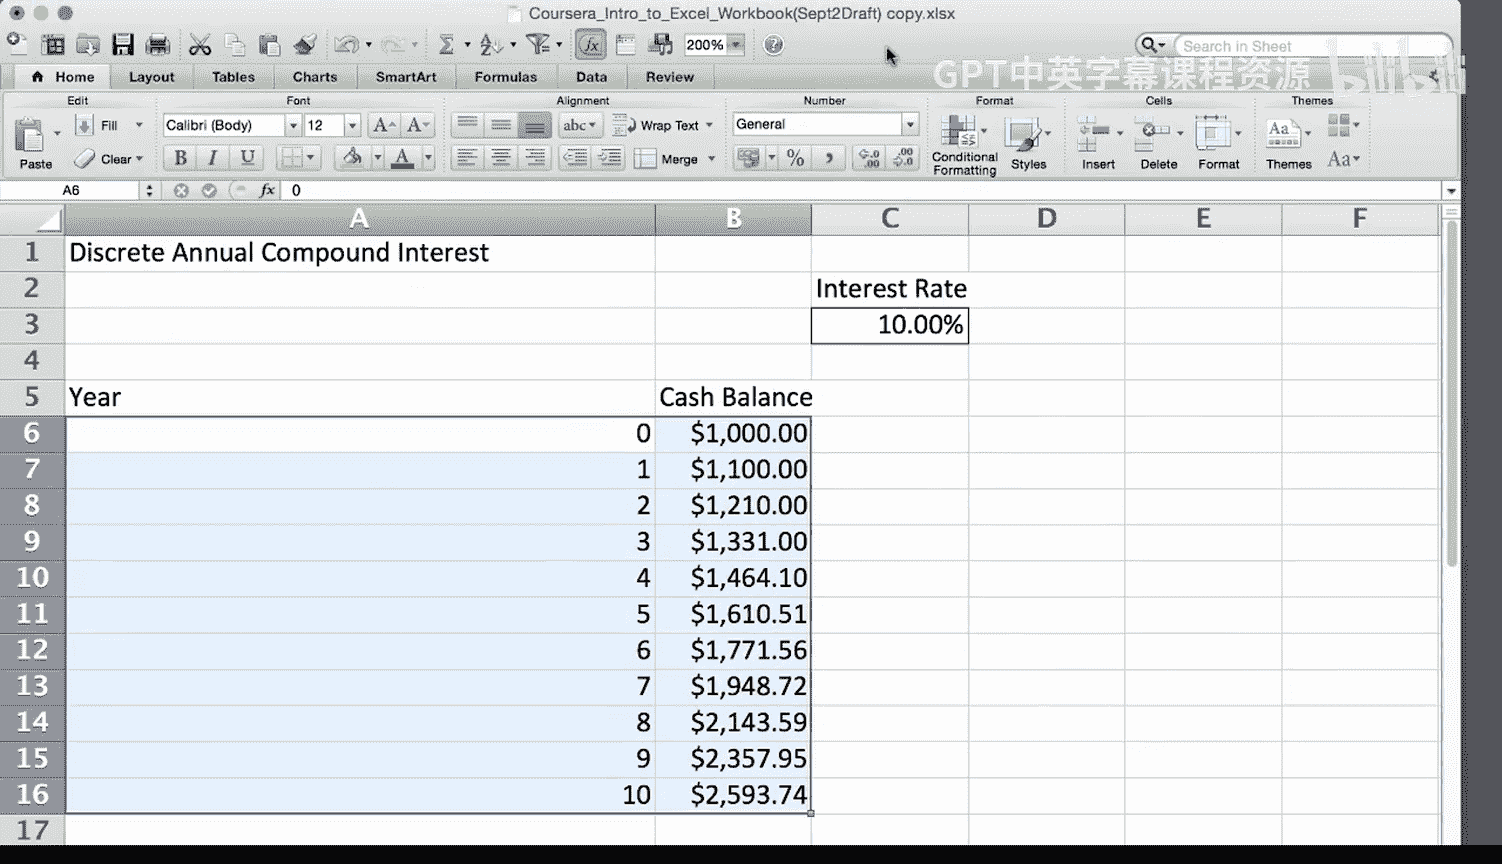 Coursera_Intro_to_Excel_Workbook(Sept2Draft) copy.xlsx
200% Search in Sheet
GPT中英字幕课程资源 bilibili
Home Layout Tables Charts SmartArt Formulas Data Review
Edit Font Alignment Number Format Cells Themes
Fill Calibri (Body) 12 A A abc Wrap Text General Aa
Paste Clear B I U A Merge % , .0 .00 .00 .0 Conditional Formatting Styles Insert Delete Format Themes Aa
A6 fx 0
A B C D E F
1 Discrete Annual Compound Interest
2 Interest Rate
3 10.00%
4
5 Year Cash Balance
6 0 $1,000.00
7 1 $1,100.00
8 2 $1,210.00
9 3 $1,331.00
10 4 $1,464.10
11 5 $1,610.51
12 6 $1,771.56
13 7 $1,948.72
14 8 $2,143.59
15 9 $2,357.95
16 10 $2,593.74
17